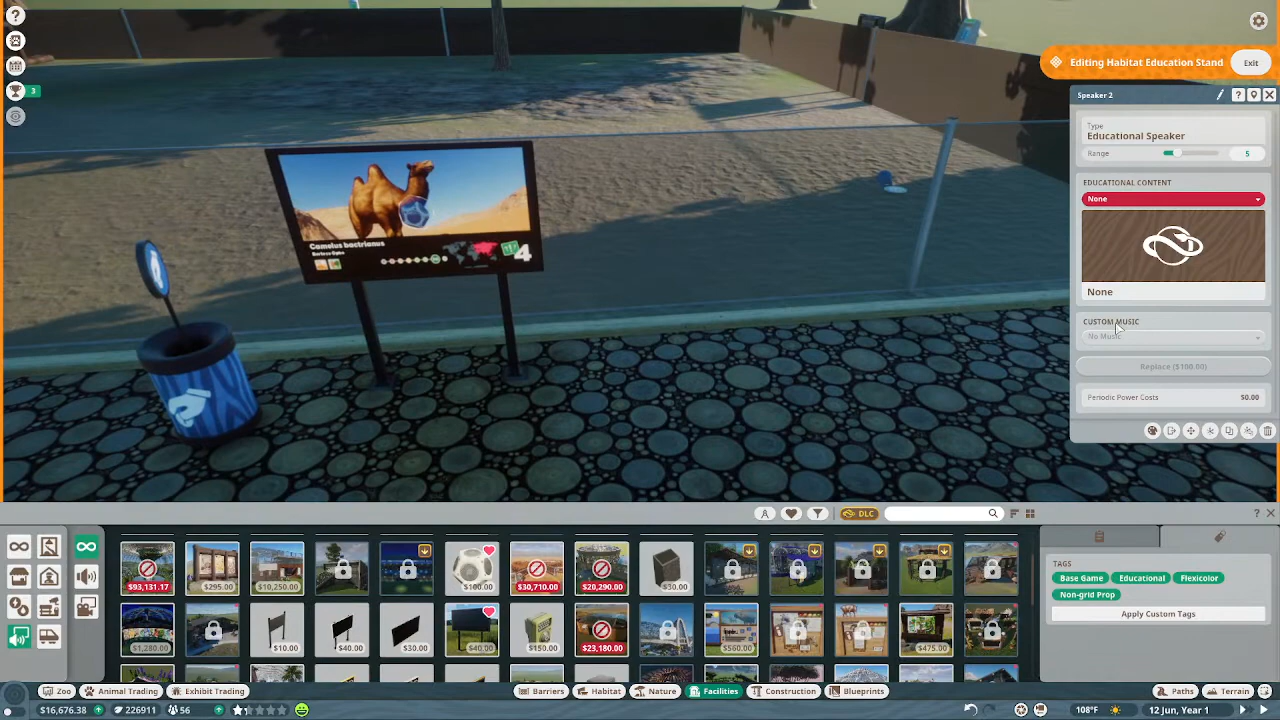 ?
Editing Habitat Education Stand
Exit
3
Speaker 2
?
Type
Educational Speaker
Range
5
EDUCATIONAL CONTENT
None
None
CUSTOM MUSIC
No Music
Replace ($100.00)
Periodic Power Costs
$0.00
Camelus bactrianus
4
DLC
?
$93,131.17
$295.00
$10,250.00
$100.00
$30,710.00
$20,290.00
$30.00
$1,280.00
$10.00
$40.00
$30.00
$40.00
$150.00
$23,180.00
$560.00
$475.00
TAGS
Base Game
Educational
Flexicolor
Non-grid Prop
Apply Custom Tags
Zoo
Animal Trading
Exhibit Trading
Barriers
Habitat
Nature
Facilities
Construction
Blueprints
Paths
Terrain
$16,676.38
226911
56
108°F
12 Jun, Year 1